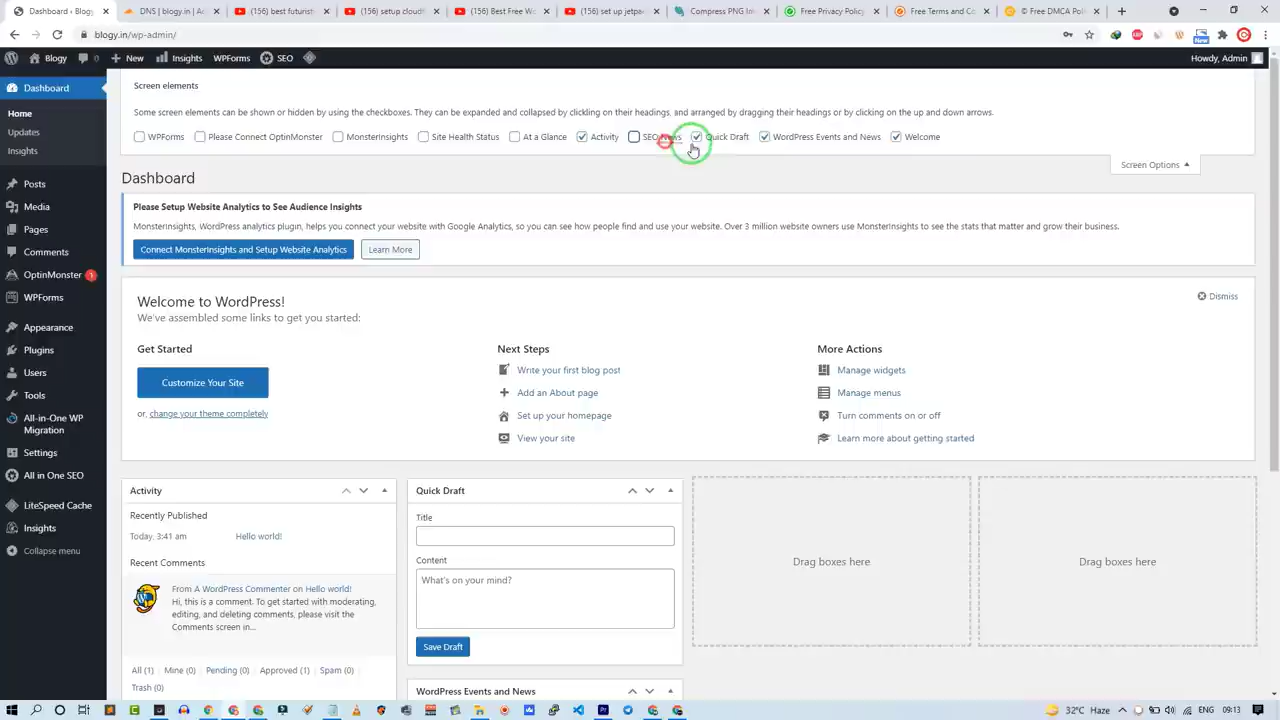 Dashboard
DNS | blogy.in | Ac
(156) best futuristi
(156) setup cloudf
(156) Best Free Wo
(156) set up jetpa
Compress PNG Im
Free Privacy Policy
Free Terms and Co
© Free DMCA Polic
blogy.in/wp-admin/
Blogy
0
New
Insights
WPForms
SEO
Howdy, Admin
Dashboard
Home
Updates
Insights
Posts
Media
Pages
Comments
OptinMonster 1
WPForms
Appearance
Plugins
Users
Tools
All-in-One WP
Migration
Settings
All in One SEO
LiteSpeed Cache
Insights
Collapse menu
Screen elements
Some screen elements can be shown or hidden by using the checkboxes. They can be expanded and collapsed by clickling on their headings, and arranged by dragging their headings or by clicking on the up and down arrows.
WPForms Please Connect OptinMonster MonsterInsights Site Health Status At a Glance Activity SEO News Quick Draft WordPress Events and News Welcome
Screen Options
Dashboard
Please Setup Website Analytics to See Audience Insights
MonsterInsights, WordPress analytics plugin, helps you connect your website with Google Analytics, so you can see how people find and use your website. Over 3 million website owners use MonsterInsights to see the stats that matter and grow their business.
Connect MonsterInsights and Setup Website Analytics
Learn More
Welcome to WordPress!
Dismiss
We've assembled some links to get you started:
Get Started
Customize Your Site
or, change your theme completely
Next Steps
Write your first blog post
Add an About page
Set up your homepage
View your site
More Actions
Manage widgets
Manage menus
Turn comments on or off
Learn more about getting started
Activity
Recently Published
Today, 3:41 am Hello world!
Recent Comments
From A WordPress Commenter on Hello world!
Hi, this is a comment. To get started with moderating,
editing, and deleting comments, please visit the
Comments screen in...
All (1) | Mine (0) | Pending (0) | Approved (1) | Spam (0) |
Trash (0)
Quick Draft
Title
Content
What's on your mind?
Save Draft
WordPress Events and News
Drag boxes here
Drag boxes here
32°C Haze
ENG
09:13